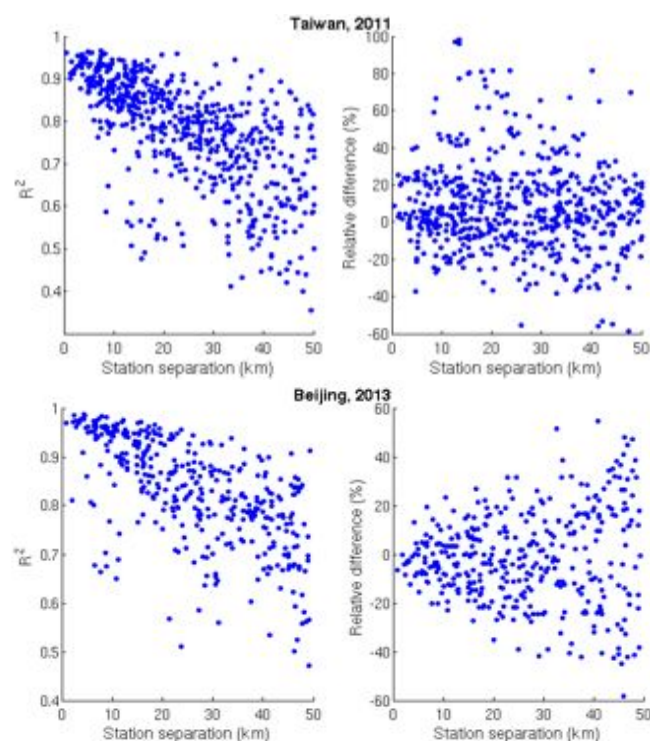 Taiwan, 2011
1
0.9
0.8
0.7
0.6
0.5
0.4
R²
0 10 20 30 40 50
Station separation (km)
100
80
60
40
20
0
-20
-40
-60
Relative difference (%)
0 10 20 30 40 50
Station separation (km)
Beijing, 2013
1
0.9
0.8
0.7
0.6
0.5
0.4
R²
0 10 20 30 40 50
Station separation (km)
60
40
20
0
-20
-40
-60
Relative difference (%)
0 10 20 30 40 50
Station separation (km)